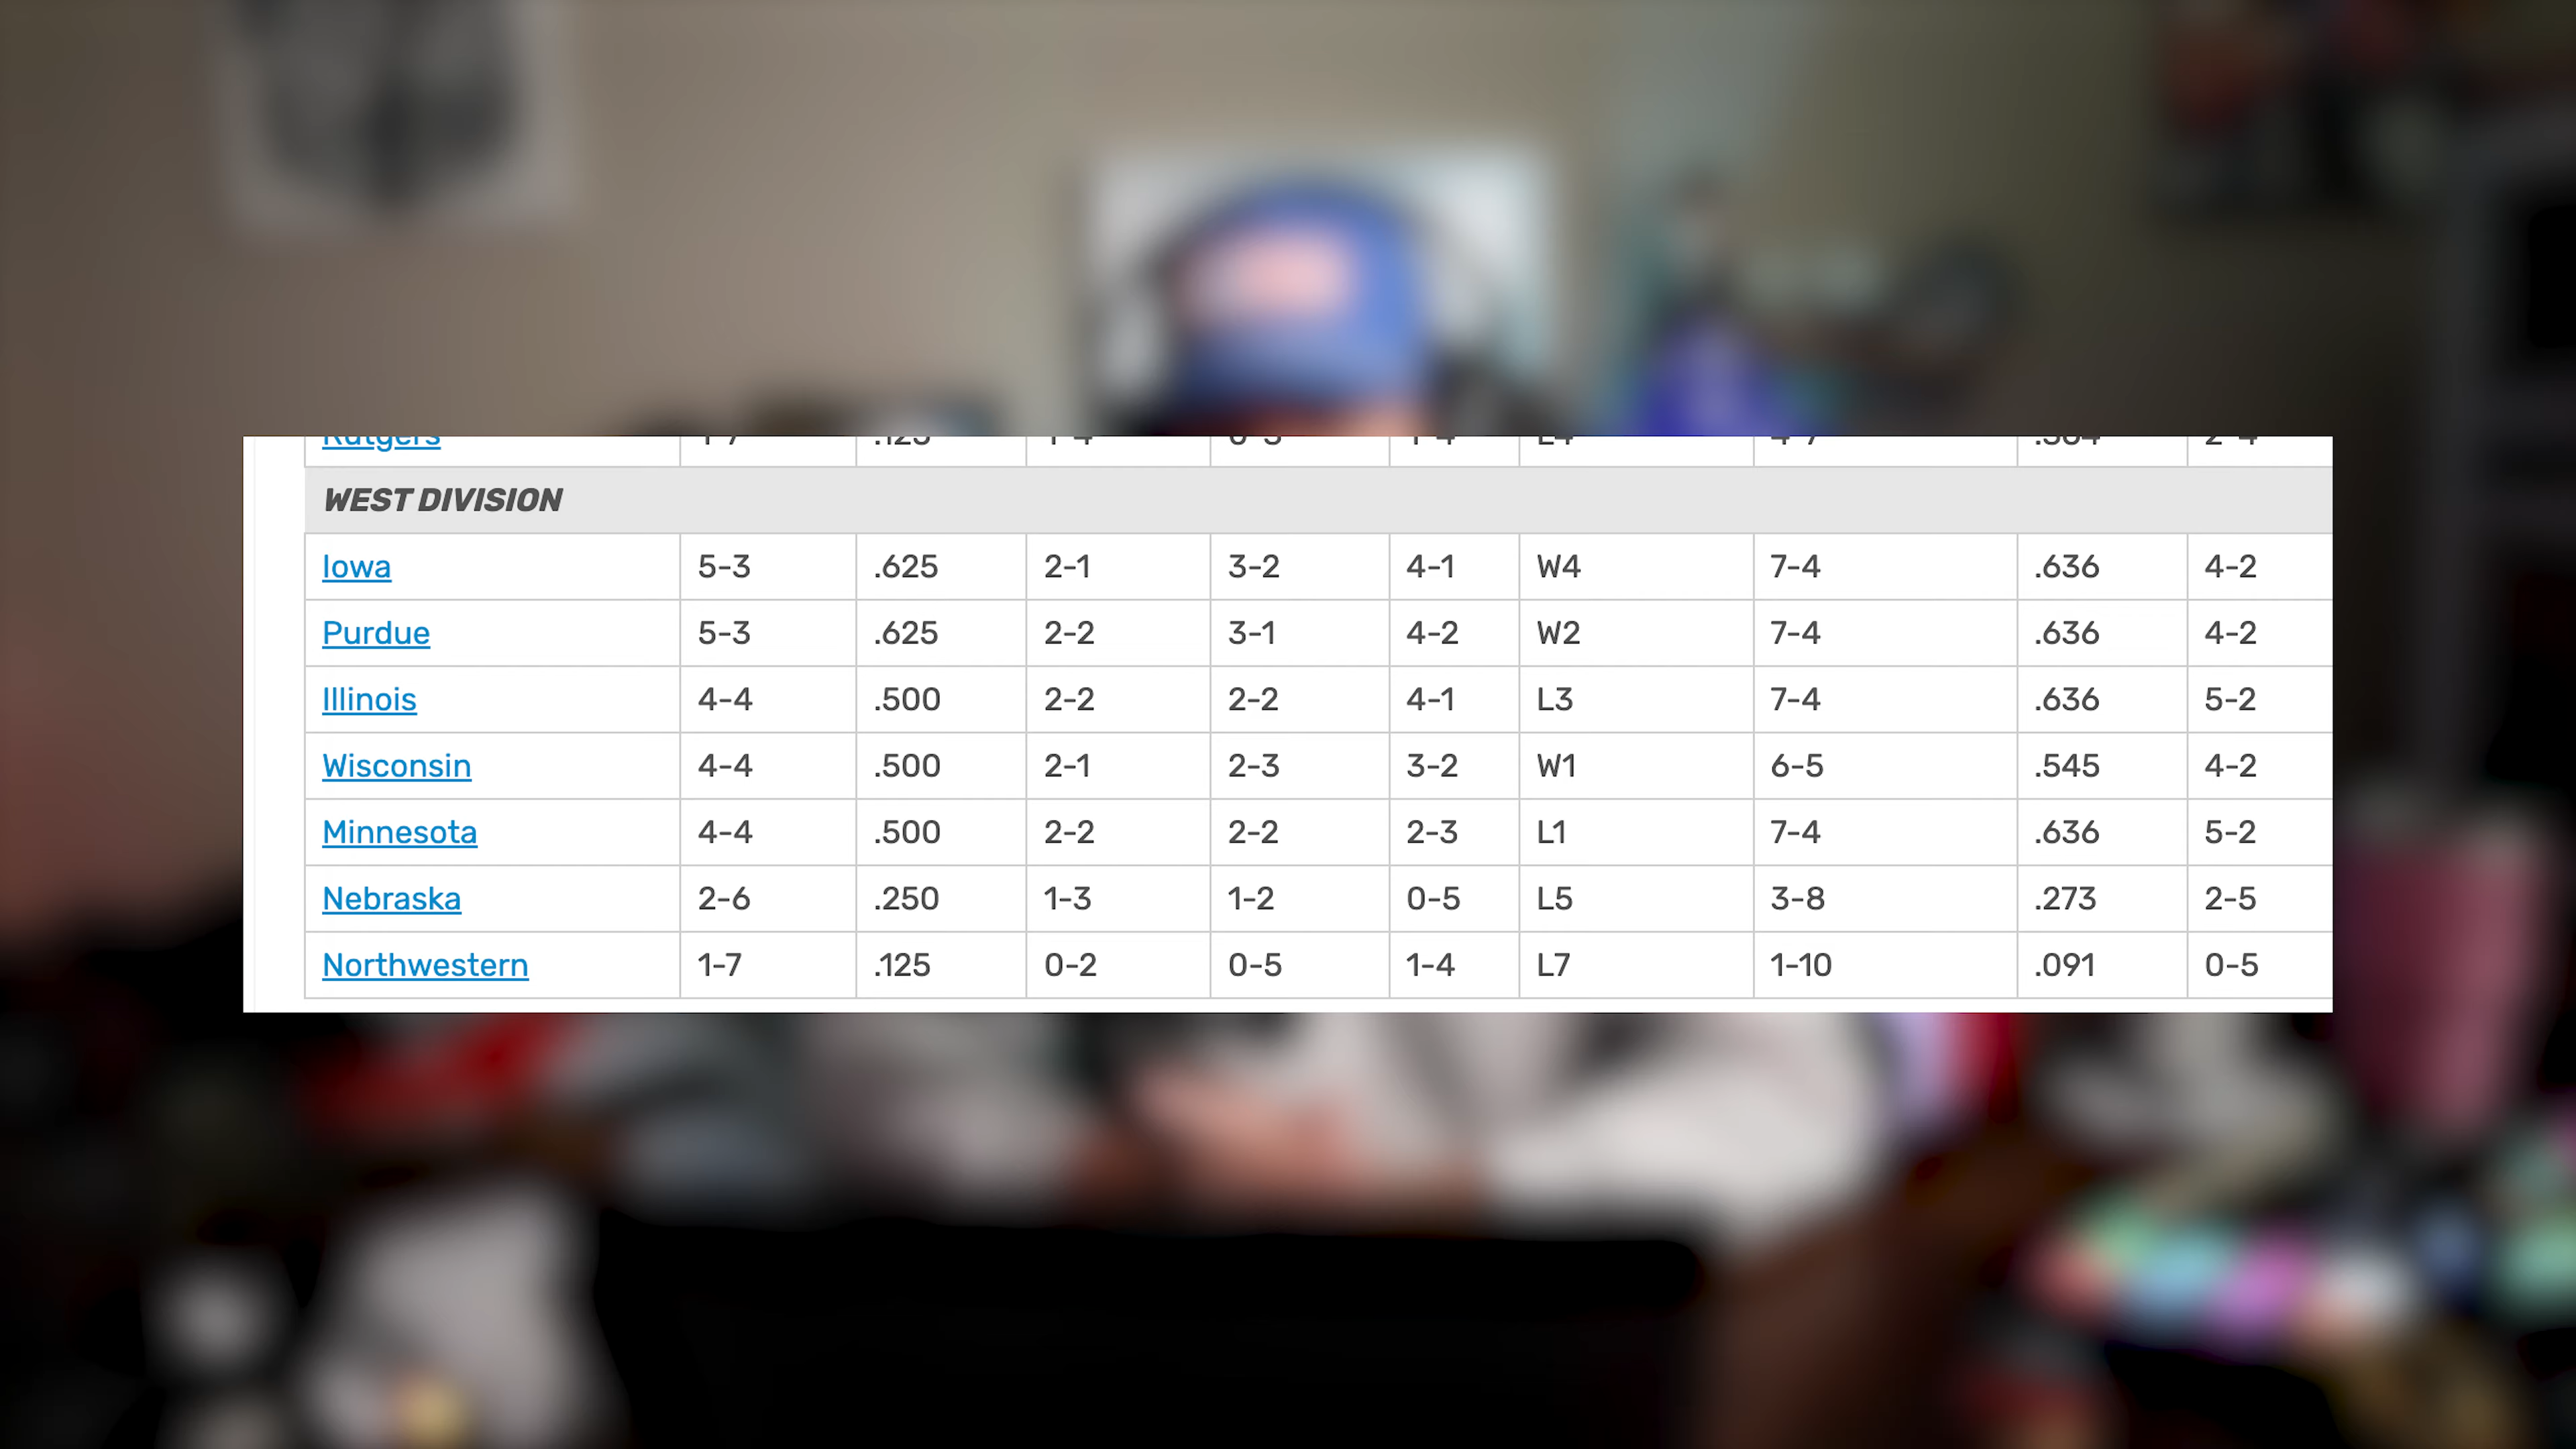 Rutgers
WEST DIVISION
Iowa 5-3 .625 2-1 3-2 4-1 W4 7-4 .636 4-2
Purdue 5-3 .625 2-2 3-1 4-2 W2 7-4 .636 4-2
Illinois 4-4 .500 2-2 2-2 4-1 L3 7-4 .636 5-2
Wisconsin 4-4 .500 2-1 2-3 3-2 W1 6-5 .545 4-2
Minnesota 4-4 .500 2-2 2-2 2-3 L1 7-4 .636 5-2
Nebraska 2-6 .250 1-3 1-2 0-5 L5 3-8 .273 2-5
Northwestern 1-7 .125 0-2 0-5 1-4 L7 1-10 .091 0-5